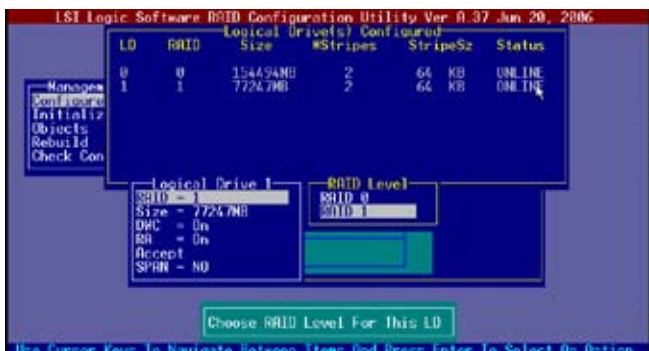 LSI Logic Software RAID Configuration Utility Ver A.37 Jun 20, 2006
Logical Drive(s) Configured
LD RAID Size #Stripes StripeSz Status
0 0 154494MB 2 64 KB ONLINE
1 1 77247MB 2 64 KB ONLINE
Managem
Configure
Initializ
Objects
Rebuild
Check Con
Logical Drive 1
RAID = 1
Size = 77247MB
DWC = On
RA = On
Accept
SPAN = NO
RAID Level
RAID 0
RAID 1
Choose RAID Level For This LD
Use Cursor Keys To Navigate Between Items And Press Enter To Select An Option